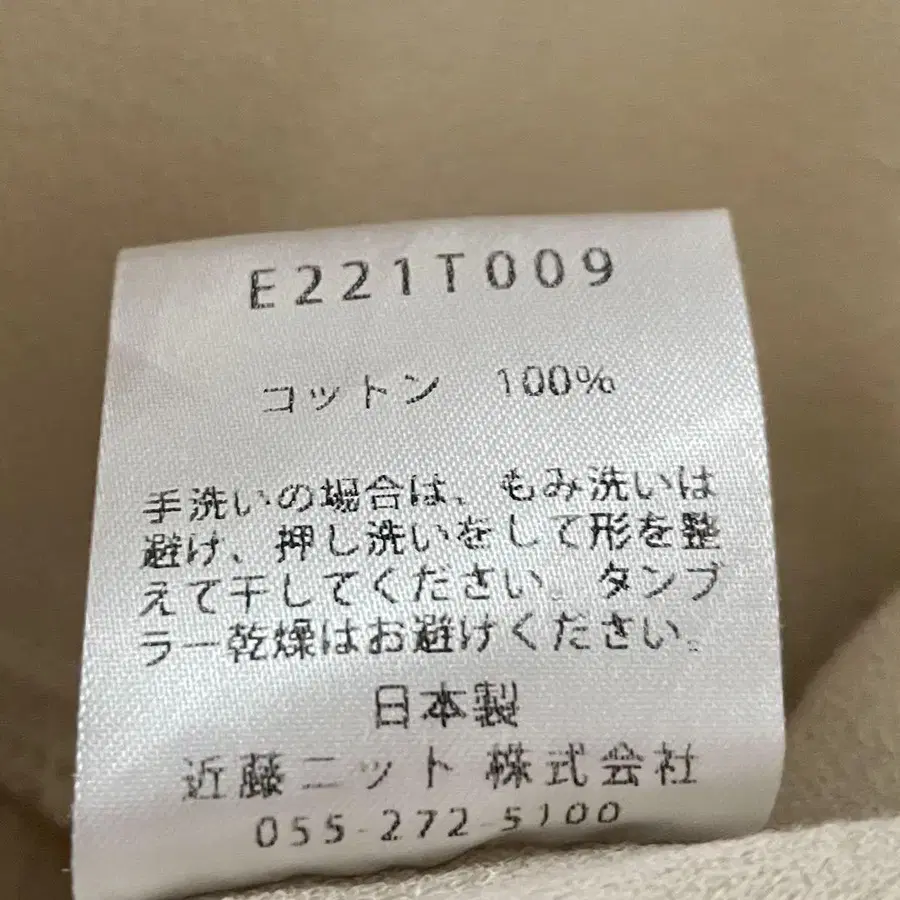 E221T009
コットン 100%
手洗いの場合は、もみ洗いは
避け、押し洗いをして形を整
えて干してください。タンブ
ラー乾燥はお避けください。
日本製
近藤ニット 株式会社
055-272-5100